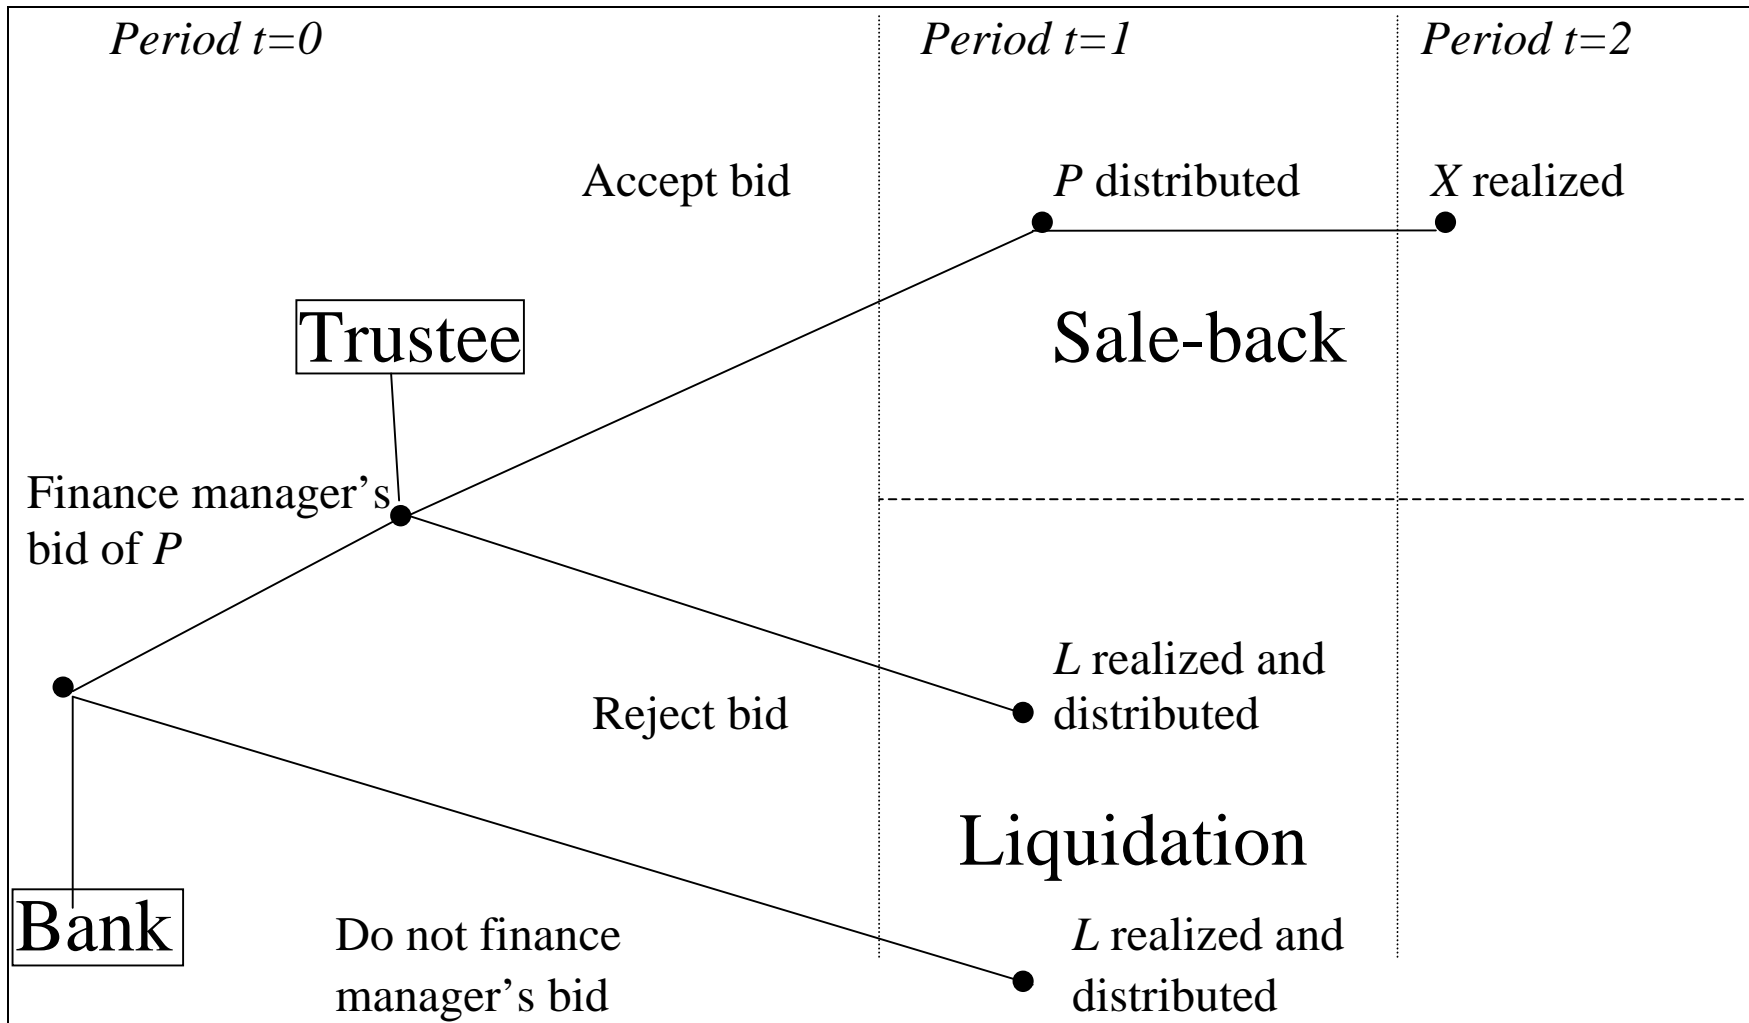 Period t=0
Period t=1
Period t=2
Accept bid
P distributed
X realized
Trustee
Sale-back
Finance manager’s
bid of P
L realized and
distributed
Reject bid
Liquidation
Bank
Do not finance
manager’s bid
L realized and
distributed